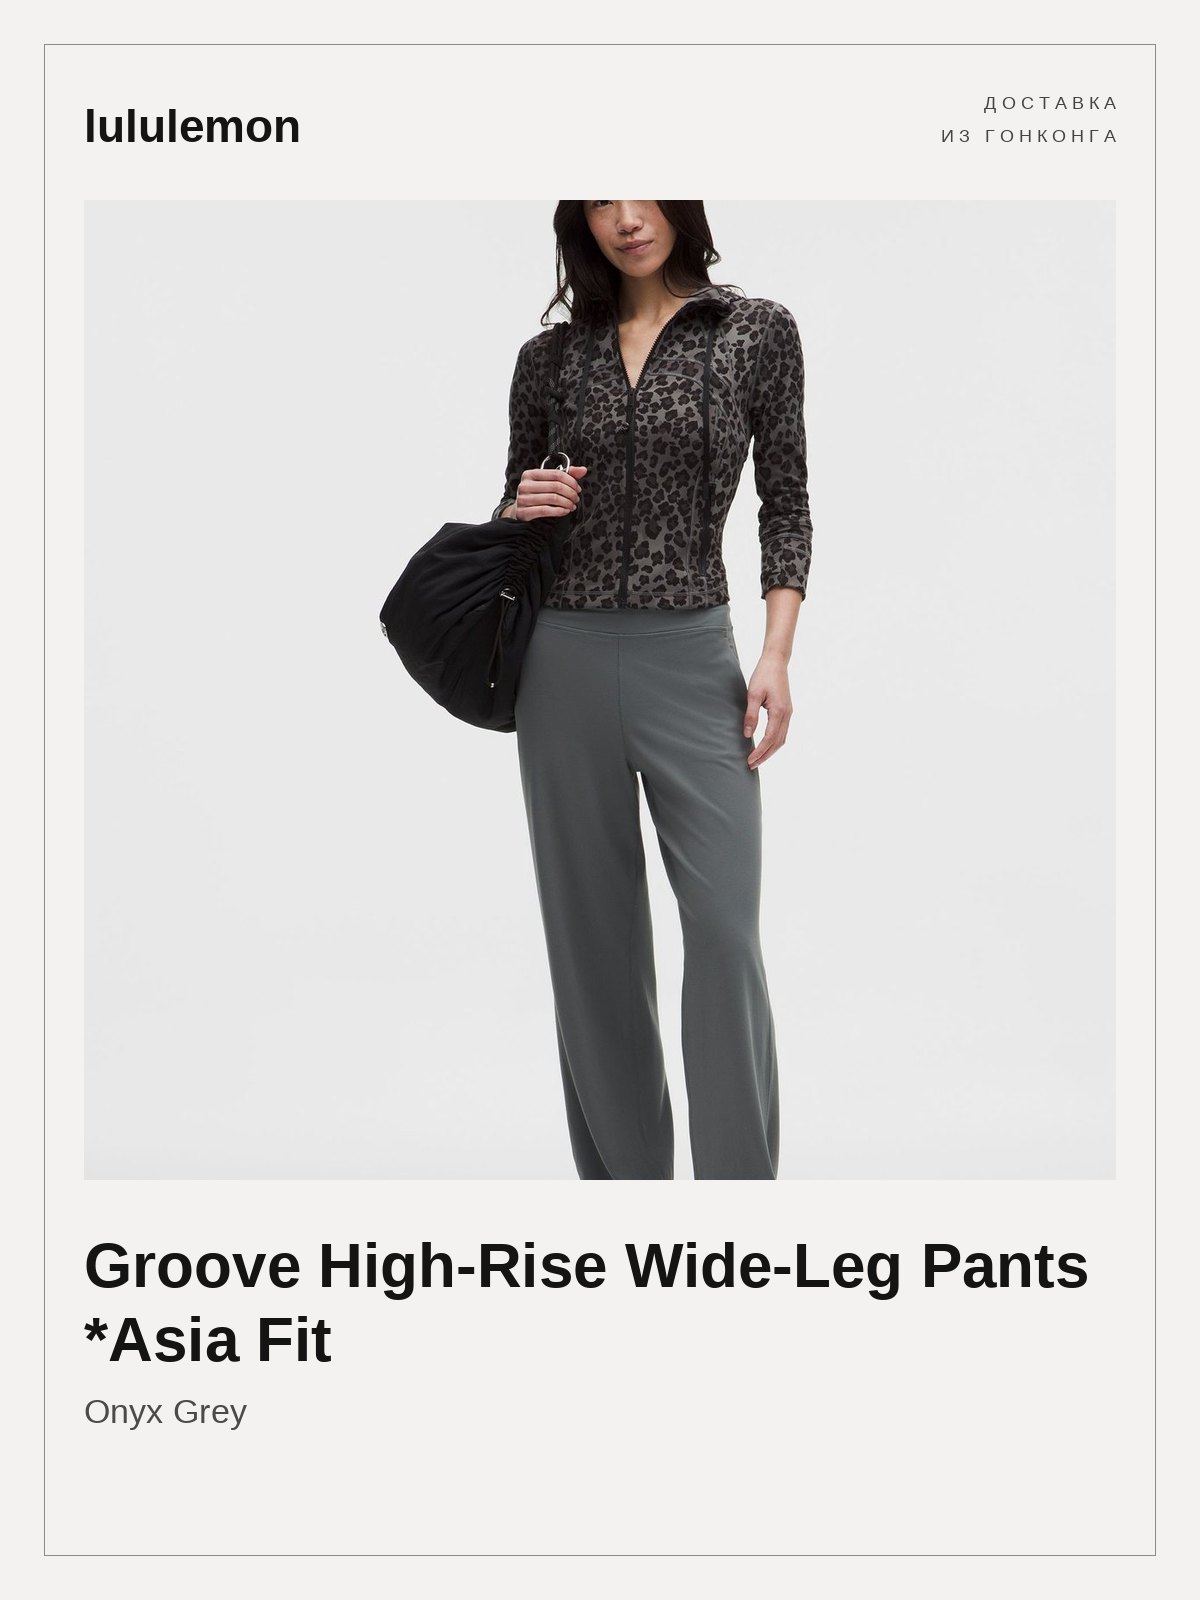 lululemon
ДОСТАВКА
ИЗ ГОНКОНГА
Groove High-Rise Wide-Leg Pants
*Asia Fit
Onyx Grey